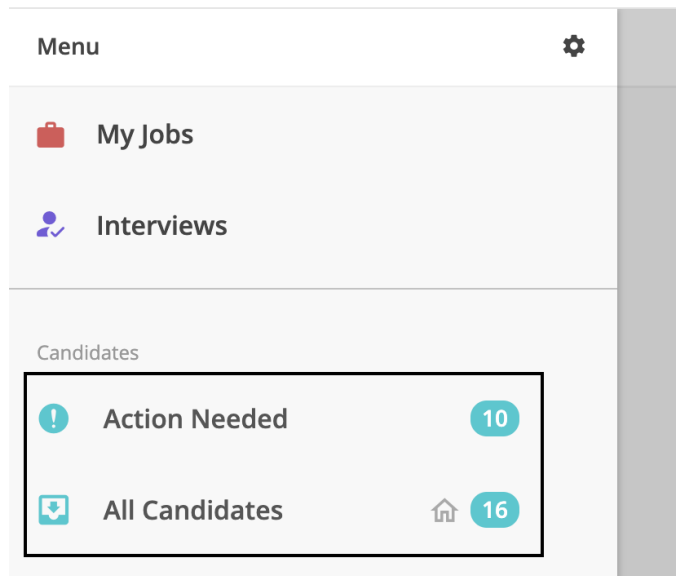 Menu
My Jobs
Interviews
Candidates
Action Needed 10
All Candidates 16